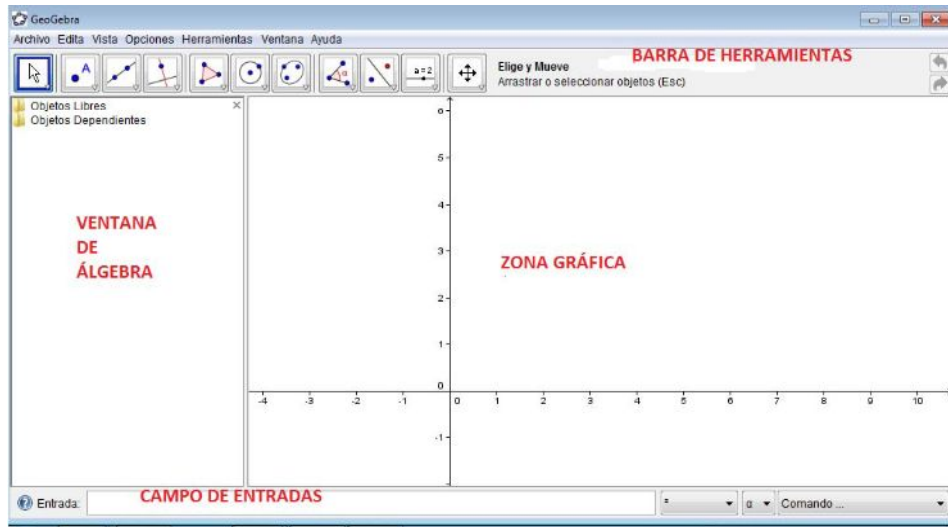 GeoGebra
Archivo Edita Vista Opciones Herramientas Ventana Ayuda
BARRA DE HERRAMIENTAS
A
α
a=2
Elige y Mueve
Arrastrar o seleccionar objetos (Esc)
Objetos Libres
Objetos Dependientes
VENTANA
DE
ÁLGEBRA
ZONA GRÁFICA
6
5
4
3
2
1
0
-4 -3 -2 -1 0 1 2 3 4 5 6 7 8 9 10
-1
Entrada:
CAMPO DE ENTRADAS
α
Comando ...